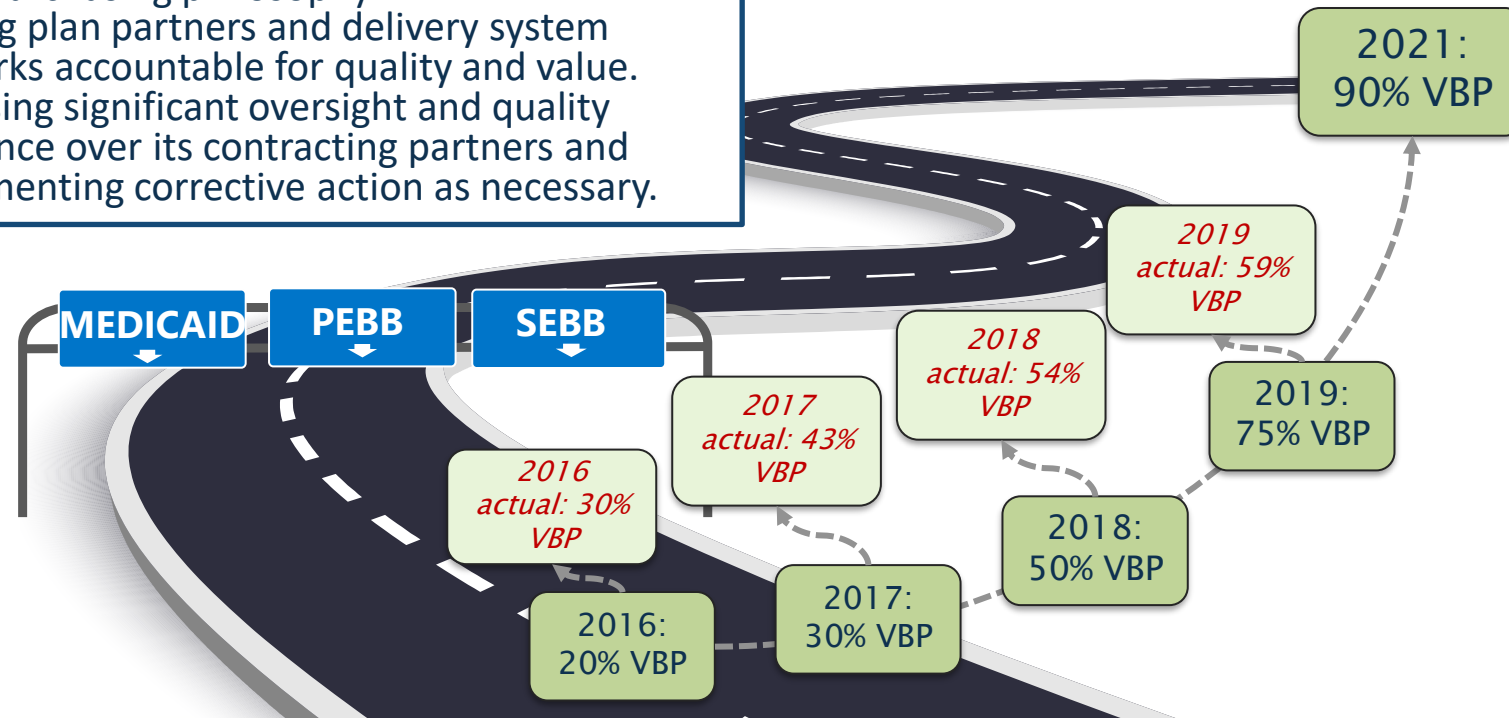 g plan partners and delivery system
rks accountable for quality and value.
sing significant oversight and quality
nce over its contracting partners and
menting corrective action as necessary.
2021:
90% VBP
2019
actual: 59%
VBP
MEDICAID
PEBB
SEBB
2018
actual: 54%
VBP
2019:
75% VBP
2017
actual: 43%
VBP
2016
actual: 30%
VBP
2018:
50% VBP
2017:
30% VBP
2016:
20% VBP